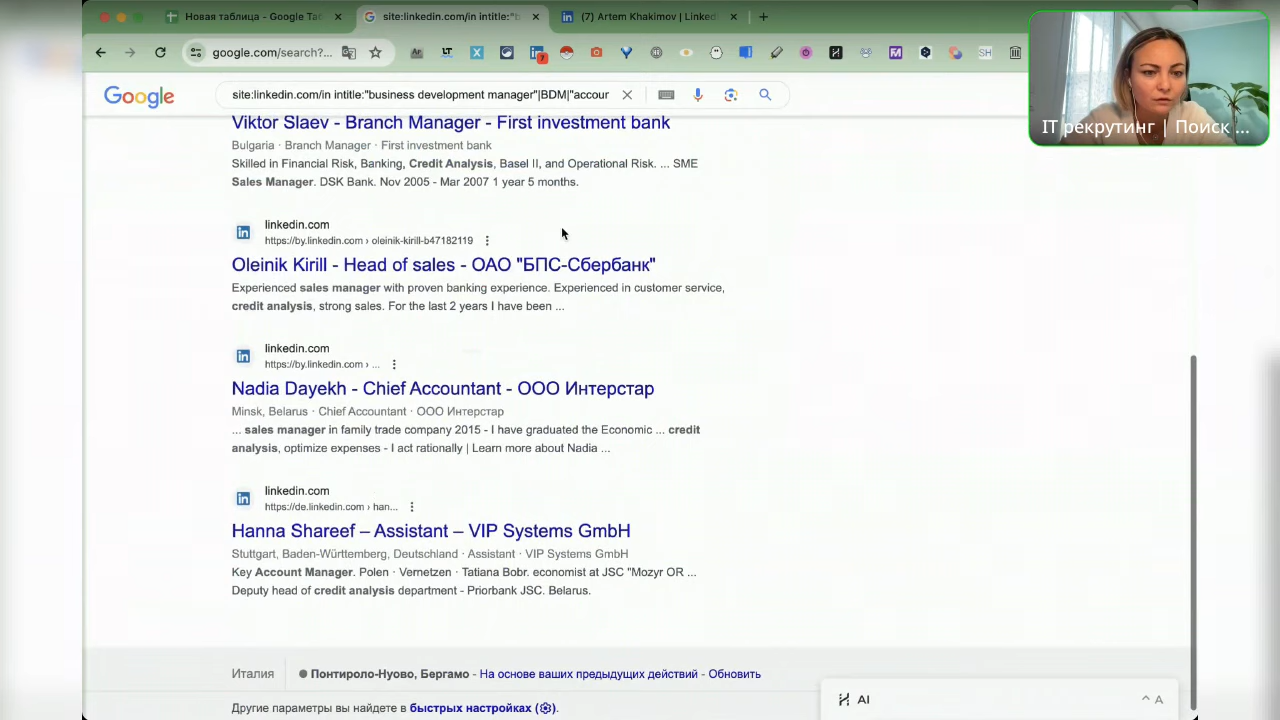 Новая таблица - Google Таб
site:linkedin.com/in intitle:"b
(7) Artem Khakimov | Linked
google.com/search?...
7
SH
IT рекрутинг | Поиск ...
Google
site:linkedin.com/in intitle:"business development manager"|BDM|"accour
Viktor Slaev - Branch Manager - First investment bank
Bulgaria · Branch Manager · First investment bank
Skilled in Financial Risk, Banking, Credit Analysis, Basel II, and Operational Risk. ... SME
Sales Manager. DSK Bank. Nov 2005 - Mar 2007 1 year 5 months.
linkedin.com
https://by.linkedin.com › oleinik-kirill-b47182119
Oleinik Kirill - Head of sales - ОАО "БПС-Сбербанк"
Experienced sales manager with proven banking experience. Experienced in customer service,
credit analysis, strong sales. For the last 2 years I have been ...
linkedin.com
https://by.linkedin.com › ...
Nadia Dayekh - Chief Accountant - ООО Интерстар
Minsk, Belarus · Chief Accountant · ООО Интерстар
... sales manager in family trade company 2015 - I have graduated the Economic ... credit
analysis, optimize expenses - I act rationally | Learn more about Nadia ...
linkedin.com
https://de.linkedin.com › han...
Hanna Shareef – Assistant – VIP Systems GmbH
Stuttgart, Baden-Württemberg, Deutschland · Assistant · VIP Systems GmbH
Key Account Manager. Polen · Vernetzen · Tatiana Bobr. economist at JSC "Mozyr OR ...
Deputy head of credit analysis department - Priorbank JSC. Belarus.
Италия
Понтироло-Нуово, Бергамо - На основе ваших предыдущих действий - Обновить
AI
A
Другие параметры вы найдете в быстрых настройках.